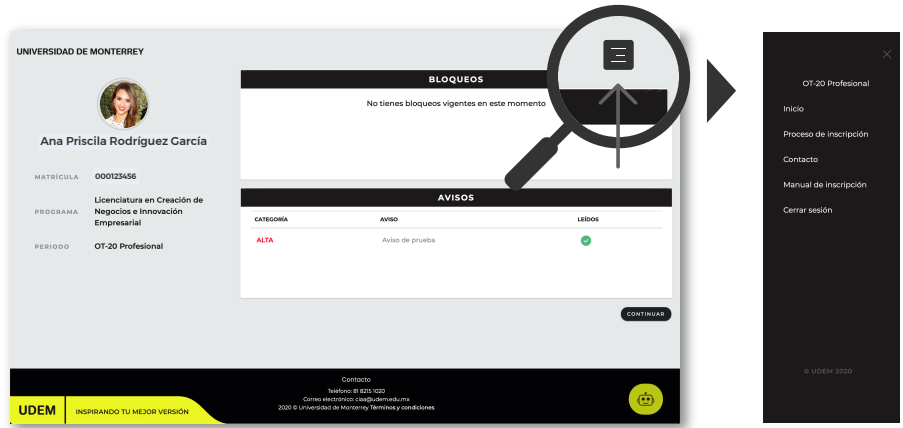 UNIVERSIDAD DE MONTERREY
Ana Priscila Rodríguez García
MATRÍCULA 000123456
PROGRAMA Licenciatura en Creación de
Negocios e Innovación
Empresarial
PERIODO OT-20 Profesional
BLOQUEOS
No tienes bloqueos vigentes en este momento
AVISOS
CATEGORÍA AVISO LEÍDOS
ALTA Aviso de prueba
CONTINUAR
Contacto
Teléfono: 81 8215 1020
Correo electrónico: ciaa@udem.edu.mx
2020 © Universidad de Monterrey Términos y condiciones
UDEM INSPIRANDO TU MEJOR VERSIÓN
OT-20 Profesional
Inicio
Proceso de inscripción
Contacto
Manual de inscripción
Cerrar sesión
© UDEM 2020